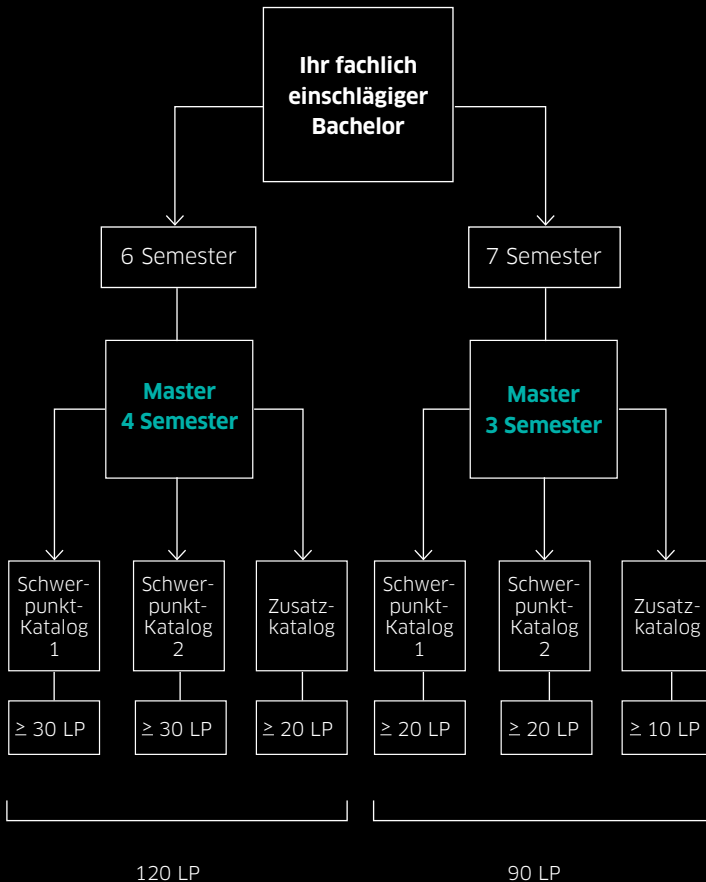 Ihr fachlich
einschlägiger
Bachelor
6 Semester
7 Semester
Master
4 Semester
Master
3 Semester
Schwer-
punkt-
Katalog
1
Schwer-
punkt-
Katalog
2
Zusatz-
katalog
Schwer-
punkt-
Katalog
1
Schwer-
punkt-
Katalog
2
Zusatz-
katalog
≥ 30 LP
≥ 30 LP
≥ 20 LP
≥ 20 LP
≥ 20 LP
≥ 10 LP
120 LP
90 LP